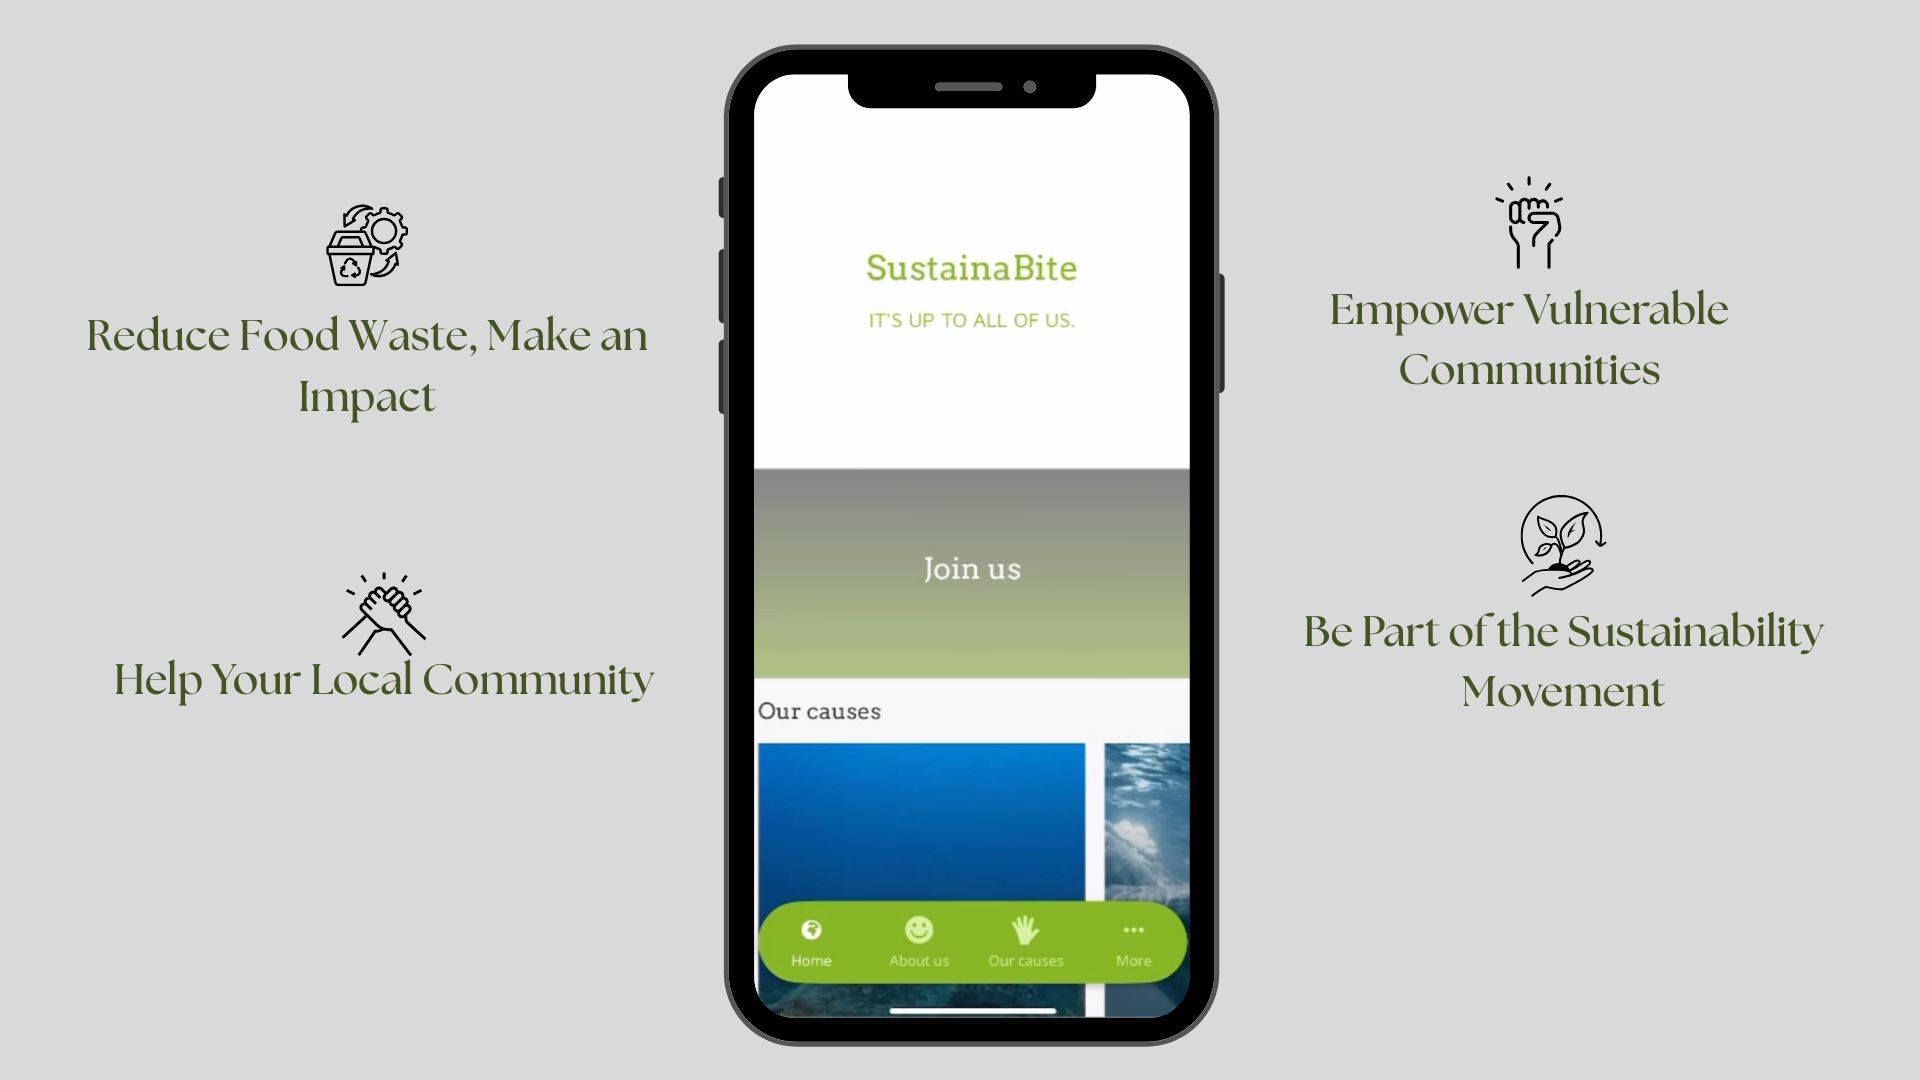 Reduce Food Waste, Make an
Impact
Help Your Local Community
SustainaBite
IT'S UP TO ALL OF US.
Join us
Our causes
Home
About us
Our causes
More
Empower Vulnerable
Communities
Be Part of the Sustainability
Movement